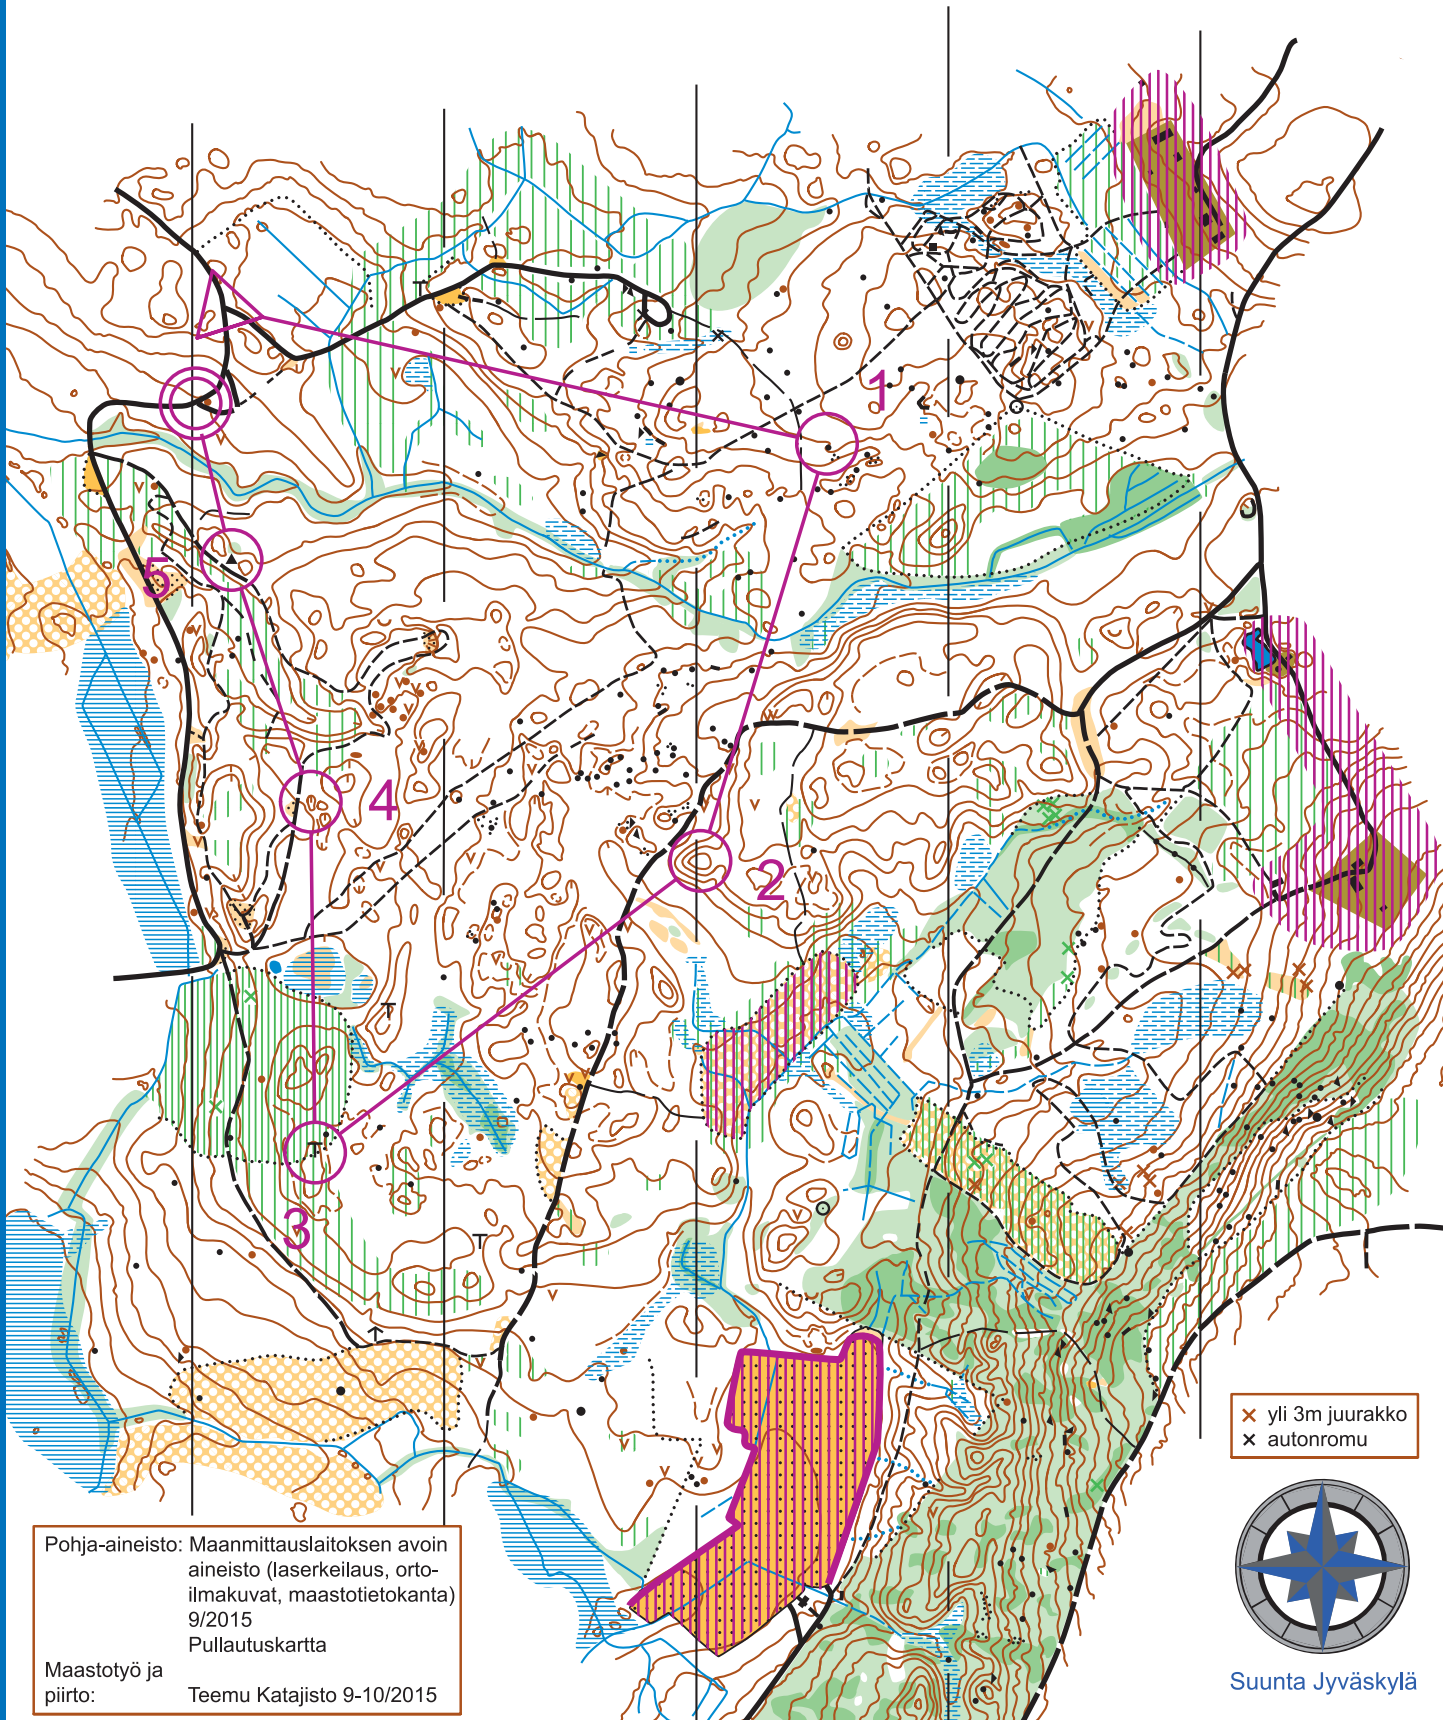 1
5
4
2
3
× yli 3m juurakko
× autonromu
Pohja-aineisto: Maanmittauslaitoksen avoin
aineisto (laserkeilaus, orto-
ilmakuvat, maastotietokanta)
9/2015
Pullautuskartta
Maastotyö ja
piirto: Teemu Katajisto 9-10/2015
Suunta Jyväskylä